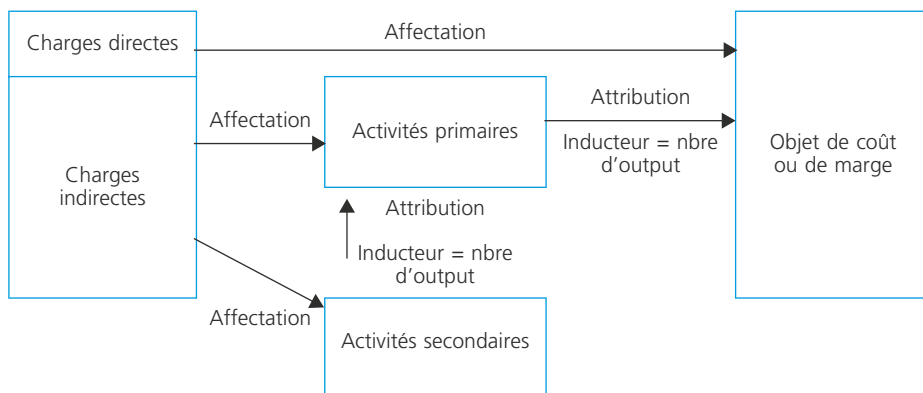 Charges directes
Affectation
Affectation
Activités primaires
Attribution
Inducteur = nbre
d'output
Objet de coût
ou de marge
Charges
indirectes
Attribution
Inducteur = nbre
d'output
Affectation
Activités secondaires